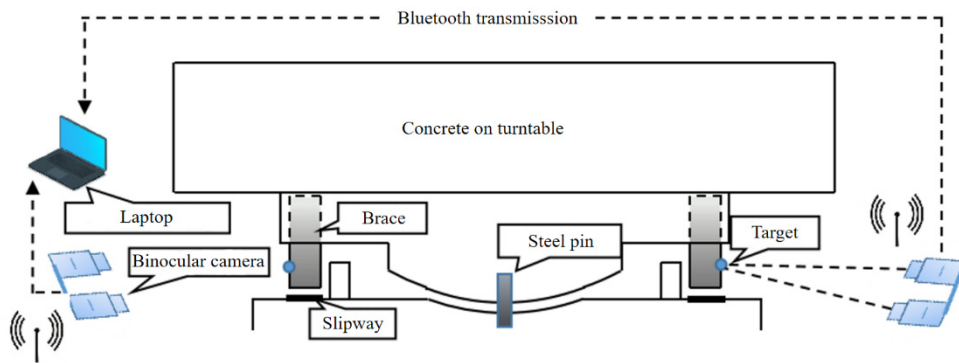 Bluetooth transmisssion
Concrete on turntable
Laptop
Brace
Steel pin
Target
Binocular camera
Slipway